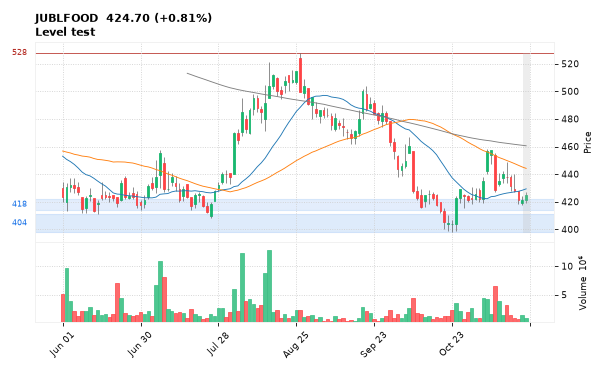 JUBLFOOD 424.70 (+0.81%)
Level test
528
418
404
520
500
480
460
440
420
400
Price
10
5
Volume 10⁶
Jun 01
Jun 30
Jul 28
Aug 25
Sep 23
Oct 23